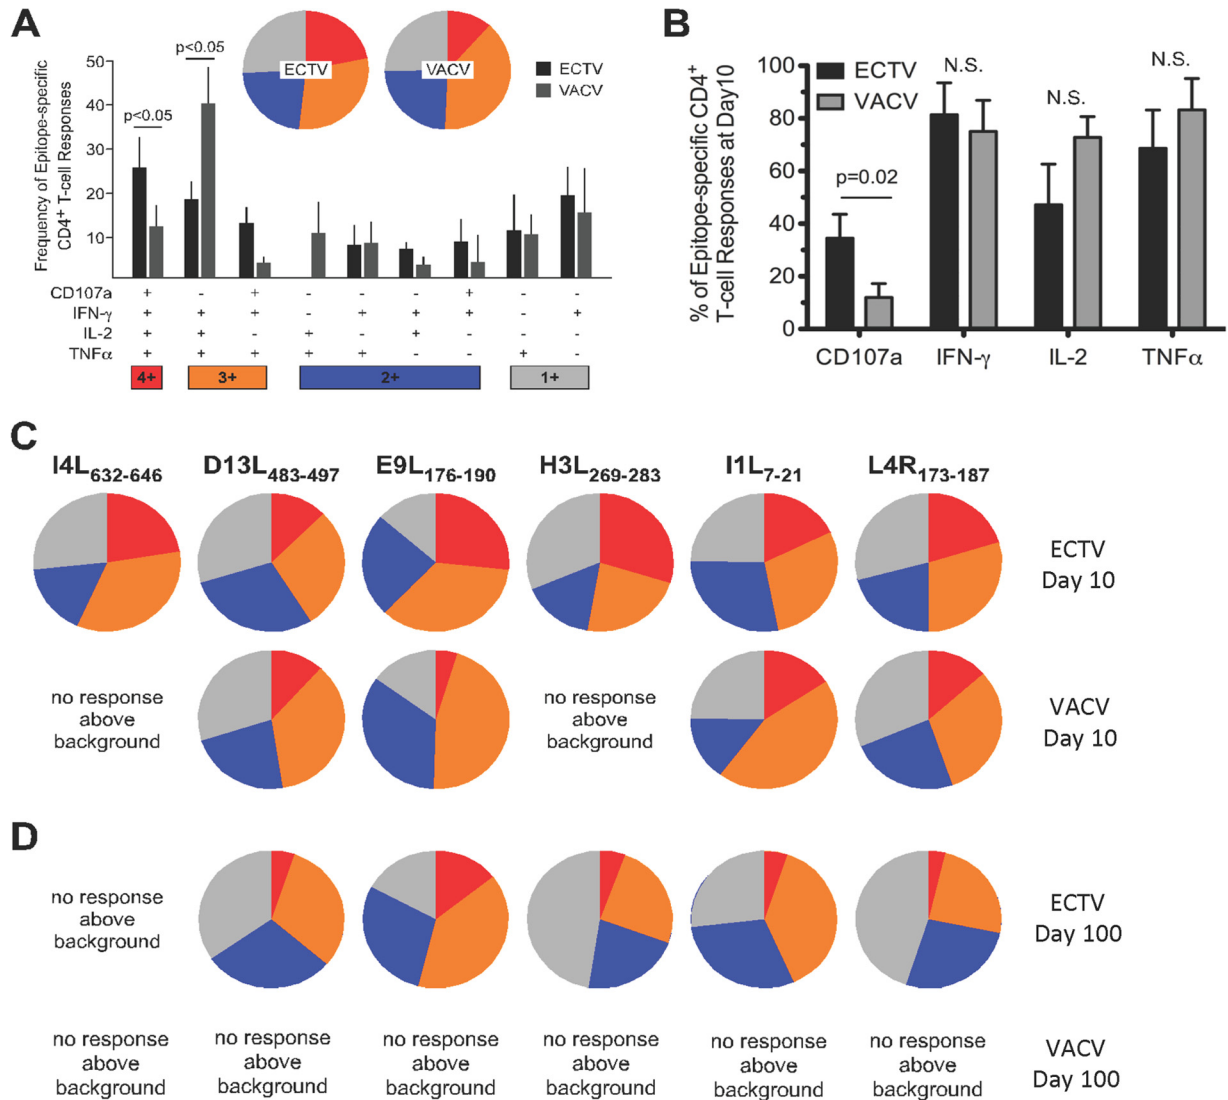 A
p<0.05
p<0.05
ECTV
VACV
ECTV
VACV
Frequency of Epitope-specific
CD4+ T-cell Responses
50
40
30
20
10
CD107a + - + - - - + - -
IFN-γ + + + - + + + - +
IL-2 + + - + - + - - -
TNFα + + + + + - - + -
4+ 3+ 2+ 1+
B
% of Epitope-specific CD4+
T-cell Responses at Day10
100
80
60
40
20
0
ECTV
VACV
p=0.02
N.S.
N.S.
N.S.
CD107a IFN-γ IL-2 TNFα
C
I4L632-646 D13L483-497 E9L176-190 H3L269-283 I1L7-21 L4R173-187
ECTV
Day 10
no response
above
background
no response
above
background
VACV
Day 10
D
no response
above
background
ECTV
Day 100
no response
above
background
no response
above
background
no response
above
background
no response
above
background
no response
above
background
no response
above
background
VACV
Day 100